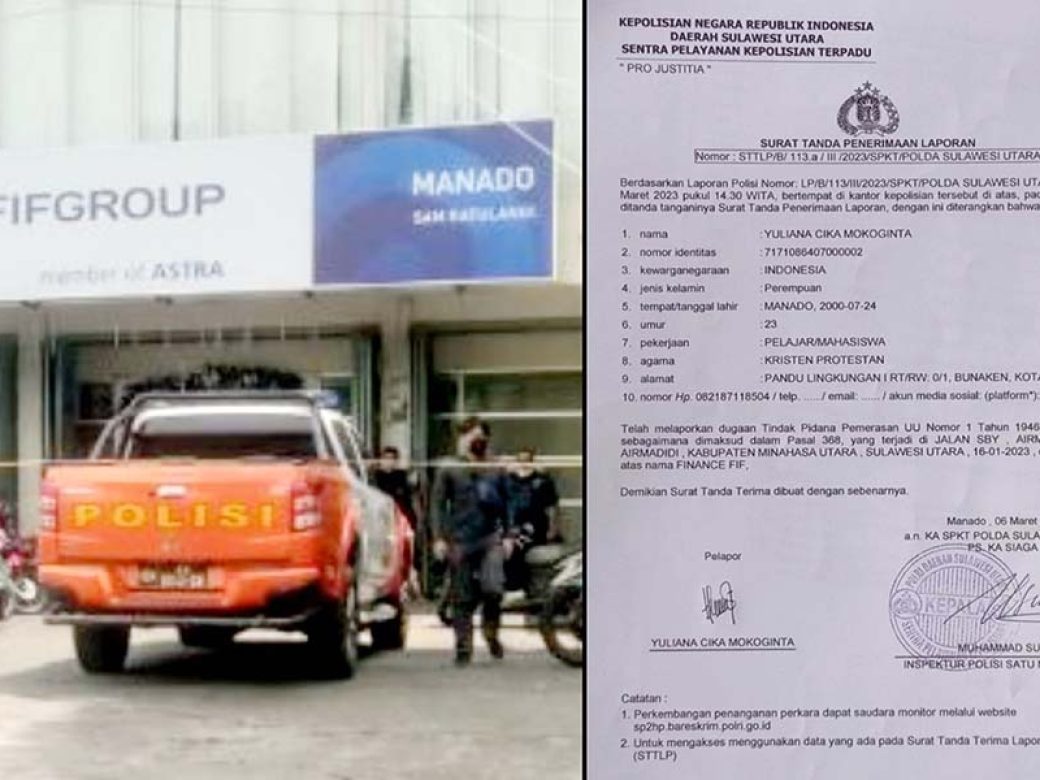 FIFGROUP
member of ASTRA
MANADO
SAM RATULANGI
POLISI
KEPOLISIAN NEGARA REPUBLIK INDONESIA
DAERAH SULAWESI UTARA
SENTRA PELAYANAN KEPOLISIAN TERPADU
" PRO JUSTITIA "
SURAT TANDA PENERIMAAN LAPORAN
Nomor : STTLP/B/ 113.a / III /2023/SPKT/POLDA SULAWESI UTARA
Berdasarkan Laporan Polisi Nomor: LP/B/113/III/2023/SPKT/POLDA SULAWESI UTA
Maret 2023 pukul 14.30 WITA, bertempat di kantor kepolisian tersebut di atas, pad
ditanda tanganinya Surat Tanda Penerimaan Laporan, dengan ini diterangkan bahwa
1. nama : YULIANA CIKA MOKOGINTA
2. nomor identitas : 7171086407000002
3. kewarganegaraan : INDONESIA
4. jenis kelamin : Perempuan
5. tempat/tanggal lahir : MANADO, 2000-07-24
6. umur : 23
7. pekerjaan : PELAJAR/MAHASISWA
8. agama : KRISTEN PROTESTAN
9. alamat : PANDU LINGKUNGAN I RT/RW: 0/1, BUNAKEN, KOTA
10. nomor Hp. 082187118504 / telp. ...../ email: ...... / akun media sosial: (platform*):
Telah melaporkan dugaan Tindak Pidana Pemerasan UU Nomor 1 Tahun 1946
sebagaimana dimaksud dalam Pasal 368, yang terjadi di JALAN SBY , AIRM
AIRMADIDI , KABUPATEN MINAHASA UTARA , SULAWESI UTARA , 16-01-2023 ,
atas nama FINANCE FIF,
Demikian Surat Tanda Terima dibuat dengan sebenarnya.
Manado , 06 Maret
a.n. KA SPKT POLDA SULA
PS. KA SIAGA
Pelapor
KEPALA
YULIANA CIKA MOKOGINTA
MUHAMMAD SU
INSPEKTUR POLISI SATU
Catatan :
1. Perkembangan penanganan perkara dapat saudara monitor melalui website
sp2hp.bareskrim.polri.go.id
2. Untuk mengakses menggunakan data yang ada pada Surat Tanda Terima Lapor
(STTLP)